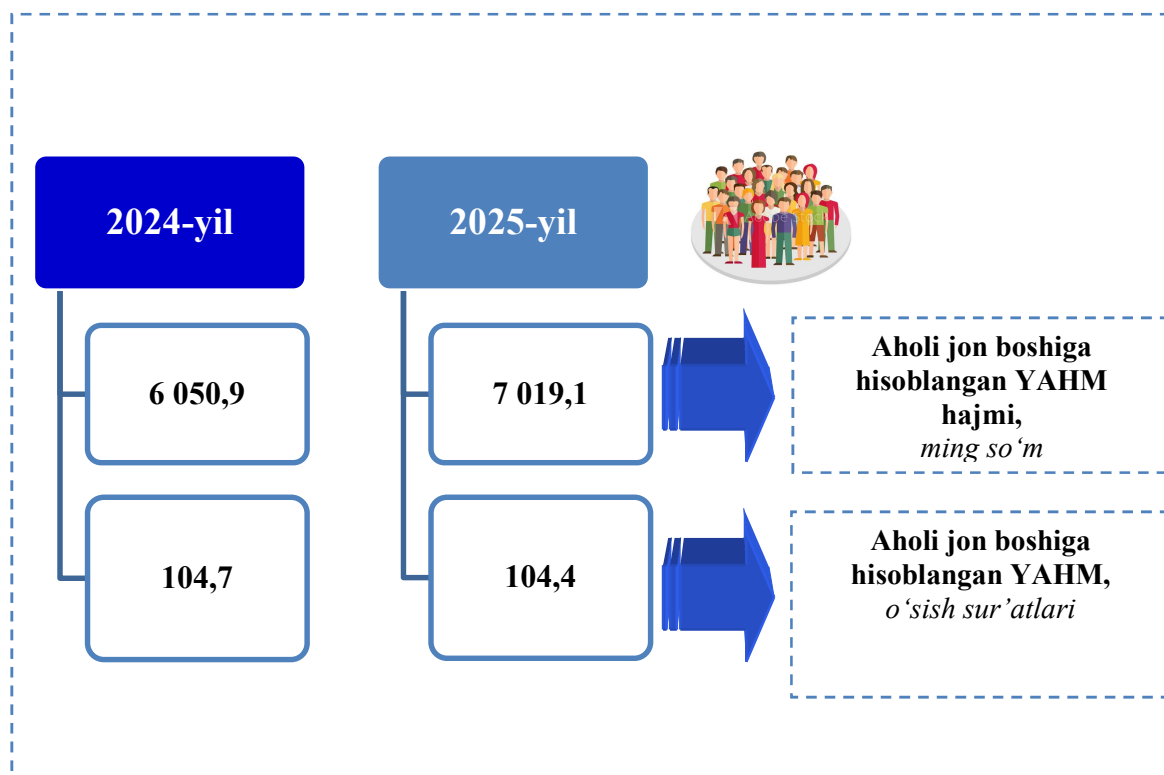 2024-yil
2025-yil
6 050,9
7 019,1
Aholi jon boshiga
hisoblangan YAHM
hajmi,
ming so‘m
104,7
104,4
Aholi jon boshiga
hisoblangan YAHM,
o‘sish sur’atlari